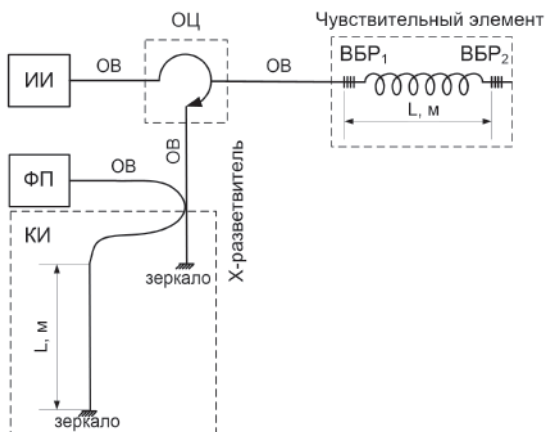 ОЦ
Чувствительный элемент
ИИ
ОВ
ОВ
ВБР₁
ВБР₂
L, м
ОВ
Х-разветвитель
ФП
ОВ
КИ
зеркало
L, м
зеркало